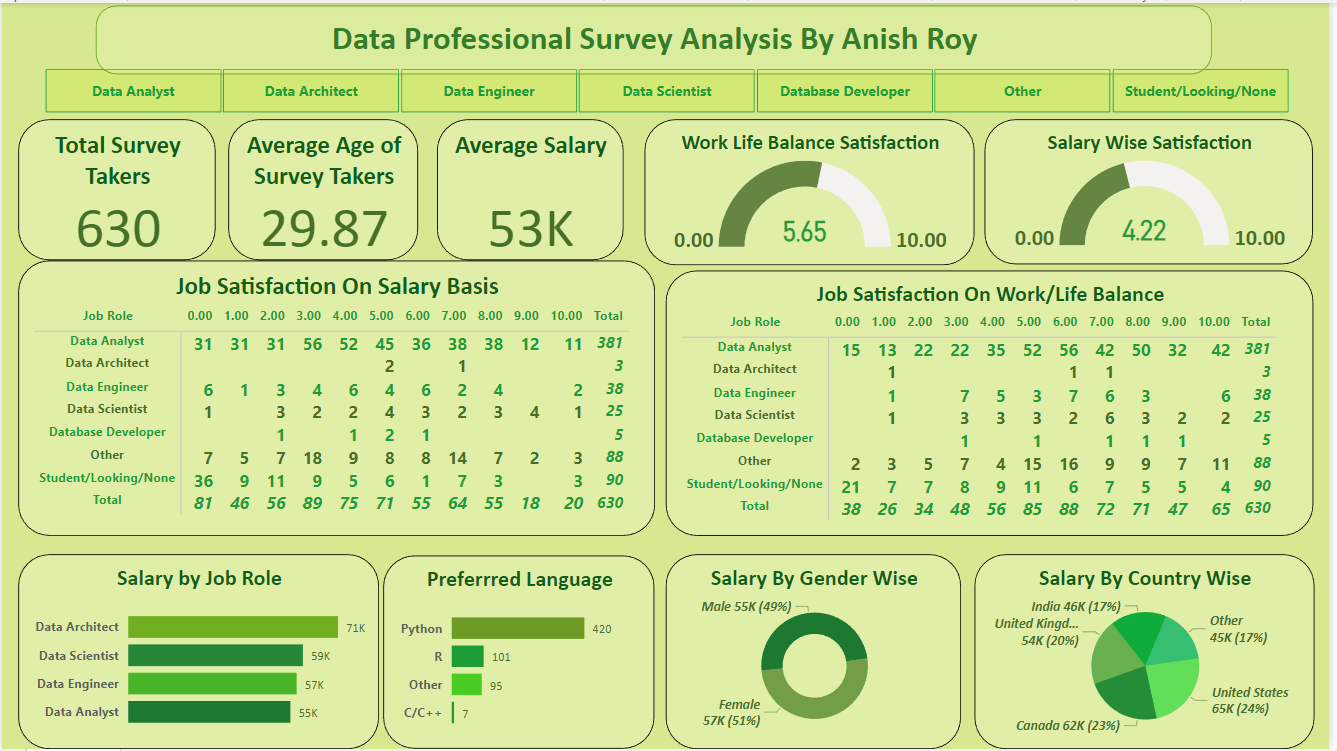 Data Professional Survey Analysis By Anish Roy
Data Analyst Data Architect Data Engineer Data Scientist Database Developer Other Student/Looking/None
Total Survey
Takers
630
Average Age of
Survey Takers
29.87
Average Salary
53K
Work Life Balance Satisfaction
0.00 5.65 10.00
Salary Wise Satisfaction
0.00 4.22 10.00
Job Satisfaction On Salary Basis
Job Role 0.00 1.00 2.00 3.00 4.00 5.00 6.00 7.00 8.00 9.00 10.00 Total
Data Analyst 31 31 31 56 52 45 36 38 38 12 11 381
Data Architect 2 1 3
Data Engineer 6 1 3 4 6 4 6 2 4 2 38
Data Scientist 1 3 2 2 4 3 2 3 4 1 25
Database Developer 1 1 2 1 5
Other 7 5 7 18 9 8 8 14 7 2 3 88
Student/Looking/None 36 9 11 9 5 6 1 7 3 3 90
Total 81 46 56 89 75 71 55 64 55 18 20 630
Job Satisfaction On Work/Life Balance
Job Role 0.00 1.00 2.00 3.00 4.00 5.00 6.00 7.00 8.00 9.00 10.00 Total
Data Analyst 15 13 22 22 35 52 56 42 50 32 42 381
Data Architect 1 1 1 3
Data Engineer 1 7 5 3 7 6 3 6 38
Data Scientist 1 3 3 3 2 6 3 2 2 25
Database Developer 1 1 1 1 1 5
Other 2 3 5 7 4 15 16 9 9 7 11 88
Student/Looking/None 21 7 7 8 9 11 6 7 5 5 4 90
Total 38 26 34 48 56 85 88 72 71 47 65 630
Salary by Job Role
Data Architect 71K
Data Scientist 59K
Data Engineer 57K
Data Analyst 55K
Preferrred Language
Python 420
R 101
Other 95
C/C++ 7
Salary By Gender Wise
Male 55K (49%)
Female
57K (51%)
Salary By Country Wise
India 46K (17%)
United Kingd...
54K (20%)
Other
45K (17%)
United States
65K (24%)
Canada 62K (23%)